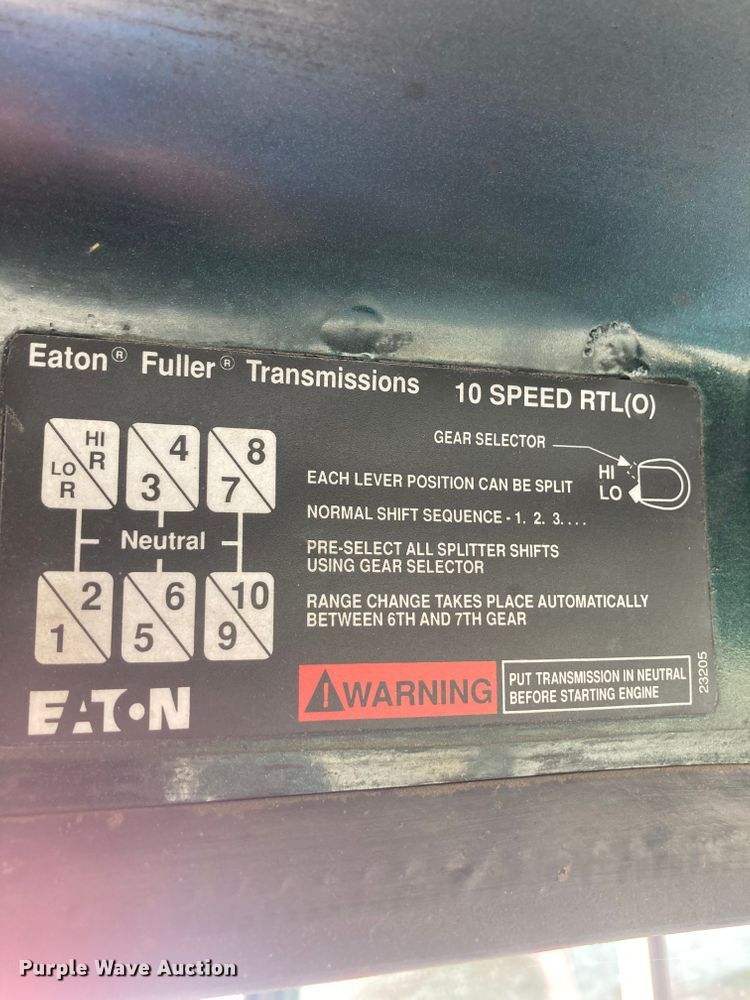 Eaton® Fuller® Transmissions 10 SPEED RTL(O)
HI
R
LO
R
4
3
8
7
Neutral
2
1
6
5
10
9
EATON
GEAR SELECTOR
HI
LO
EACH LEVER POSITION CAN BE SPLIT
NORMAL SHIFT SEQUENCE - 1. 2. 3. . . .
PRE-SELECT ALL SPLITTER SHIFTS
USING GEAR SELECTOR
RANGE CHANGE TAKES PLACE AUTOMATICALLY
BETWEEN 6TH AND 7TH GEAR
WARNING
PUT TRANSMISSION IN NEUTRAL
BEFORE STARTING ENGINE
23205
Purple Wave Auction